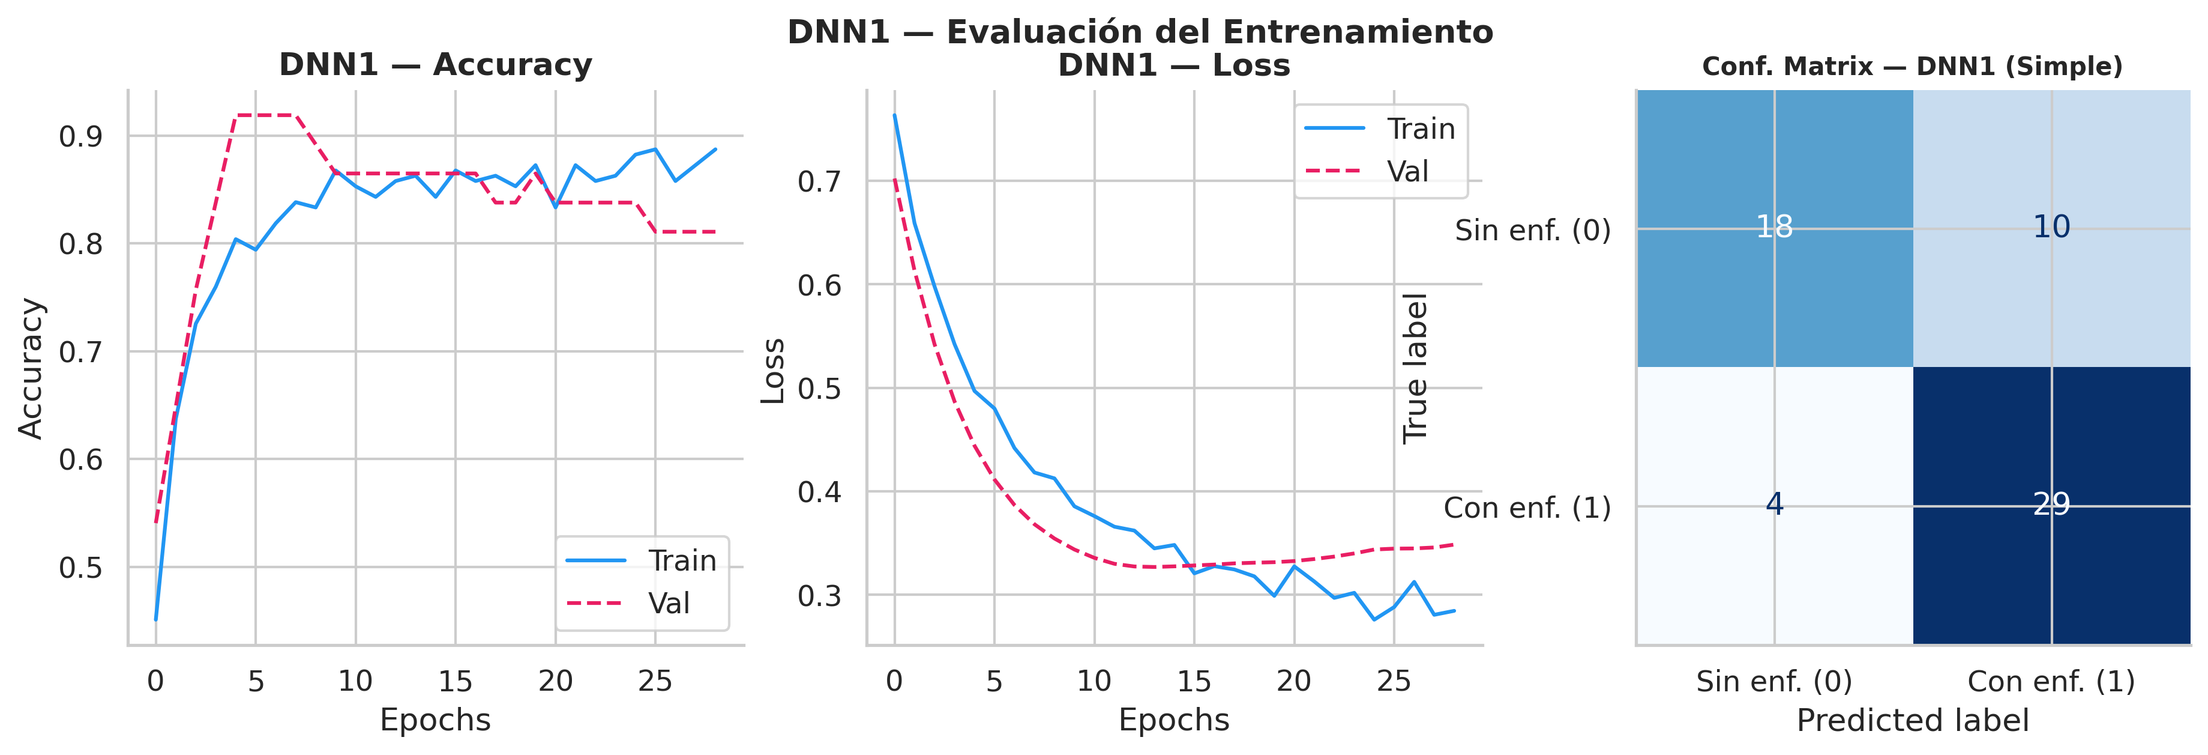 DNN1 — Evaluación del Entrenamiento
DNN1 — Accuracy
0.9
0.8
0.7
0.6
0.5
Accuracy
Train
Val
0
5
10
15
20
25
Epochs
DNN1 — Loss
0.7
0.6
0.5
0.4
0.3
Loss
Train
Val
0
5
10
15
20
25
Epochs
Conf. Matrix — DNN1 (Simple)
True label
Sin enf. (0)
18
10
Con enf. (1)
4
29
Sin enf. (0)
Con enf. (1)
Predicted label